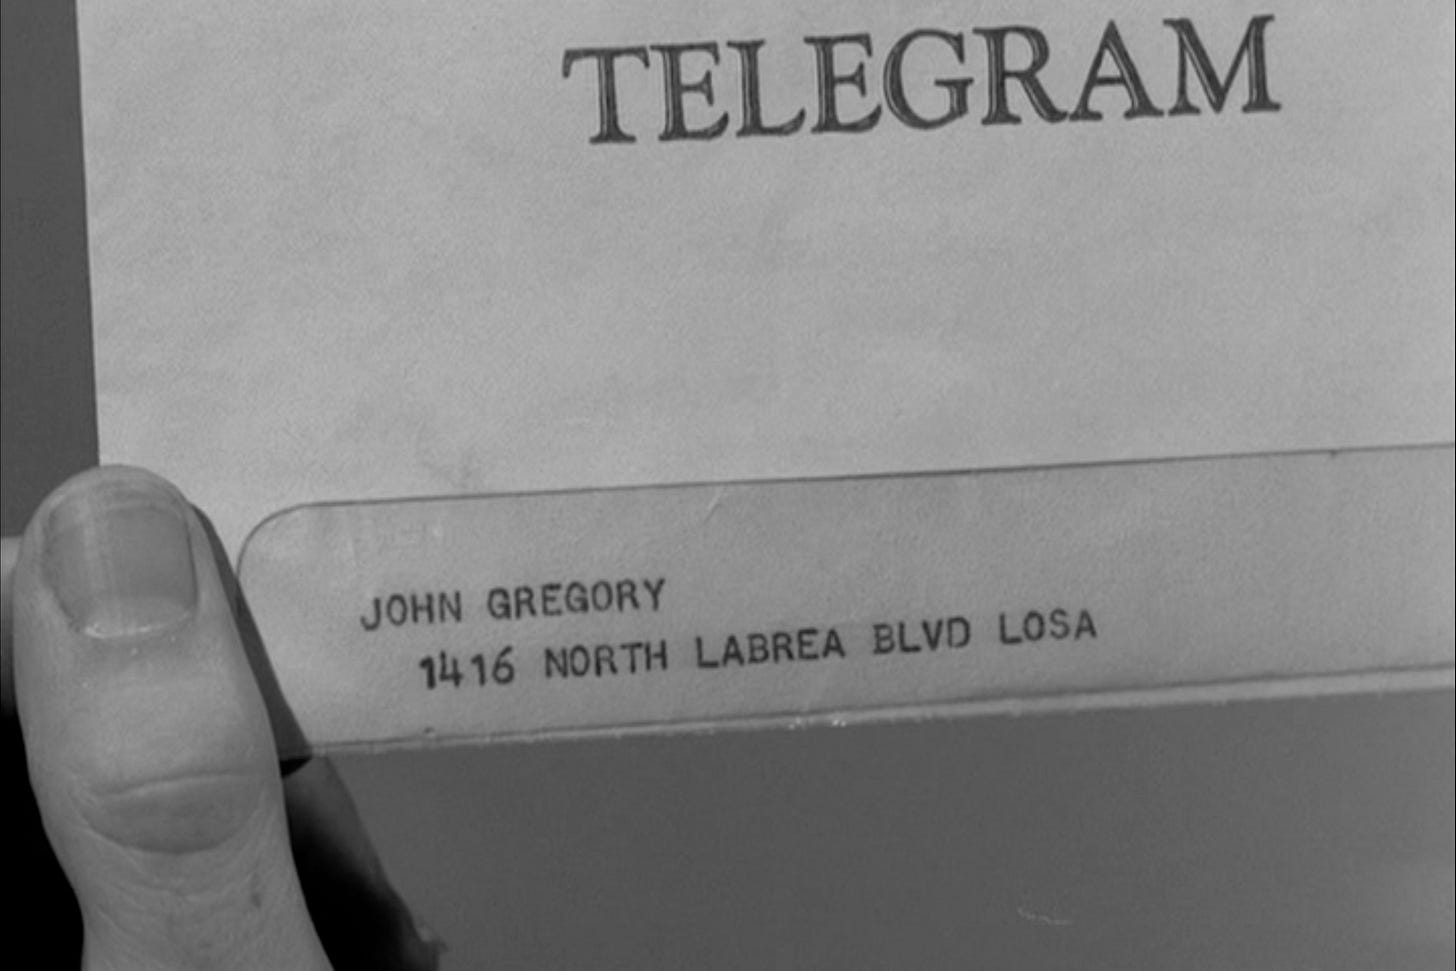 TELEGRAM
JOHN GREGORY
1416 NORTH LABREA BLVD LOSA